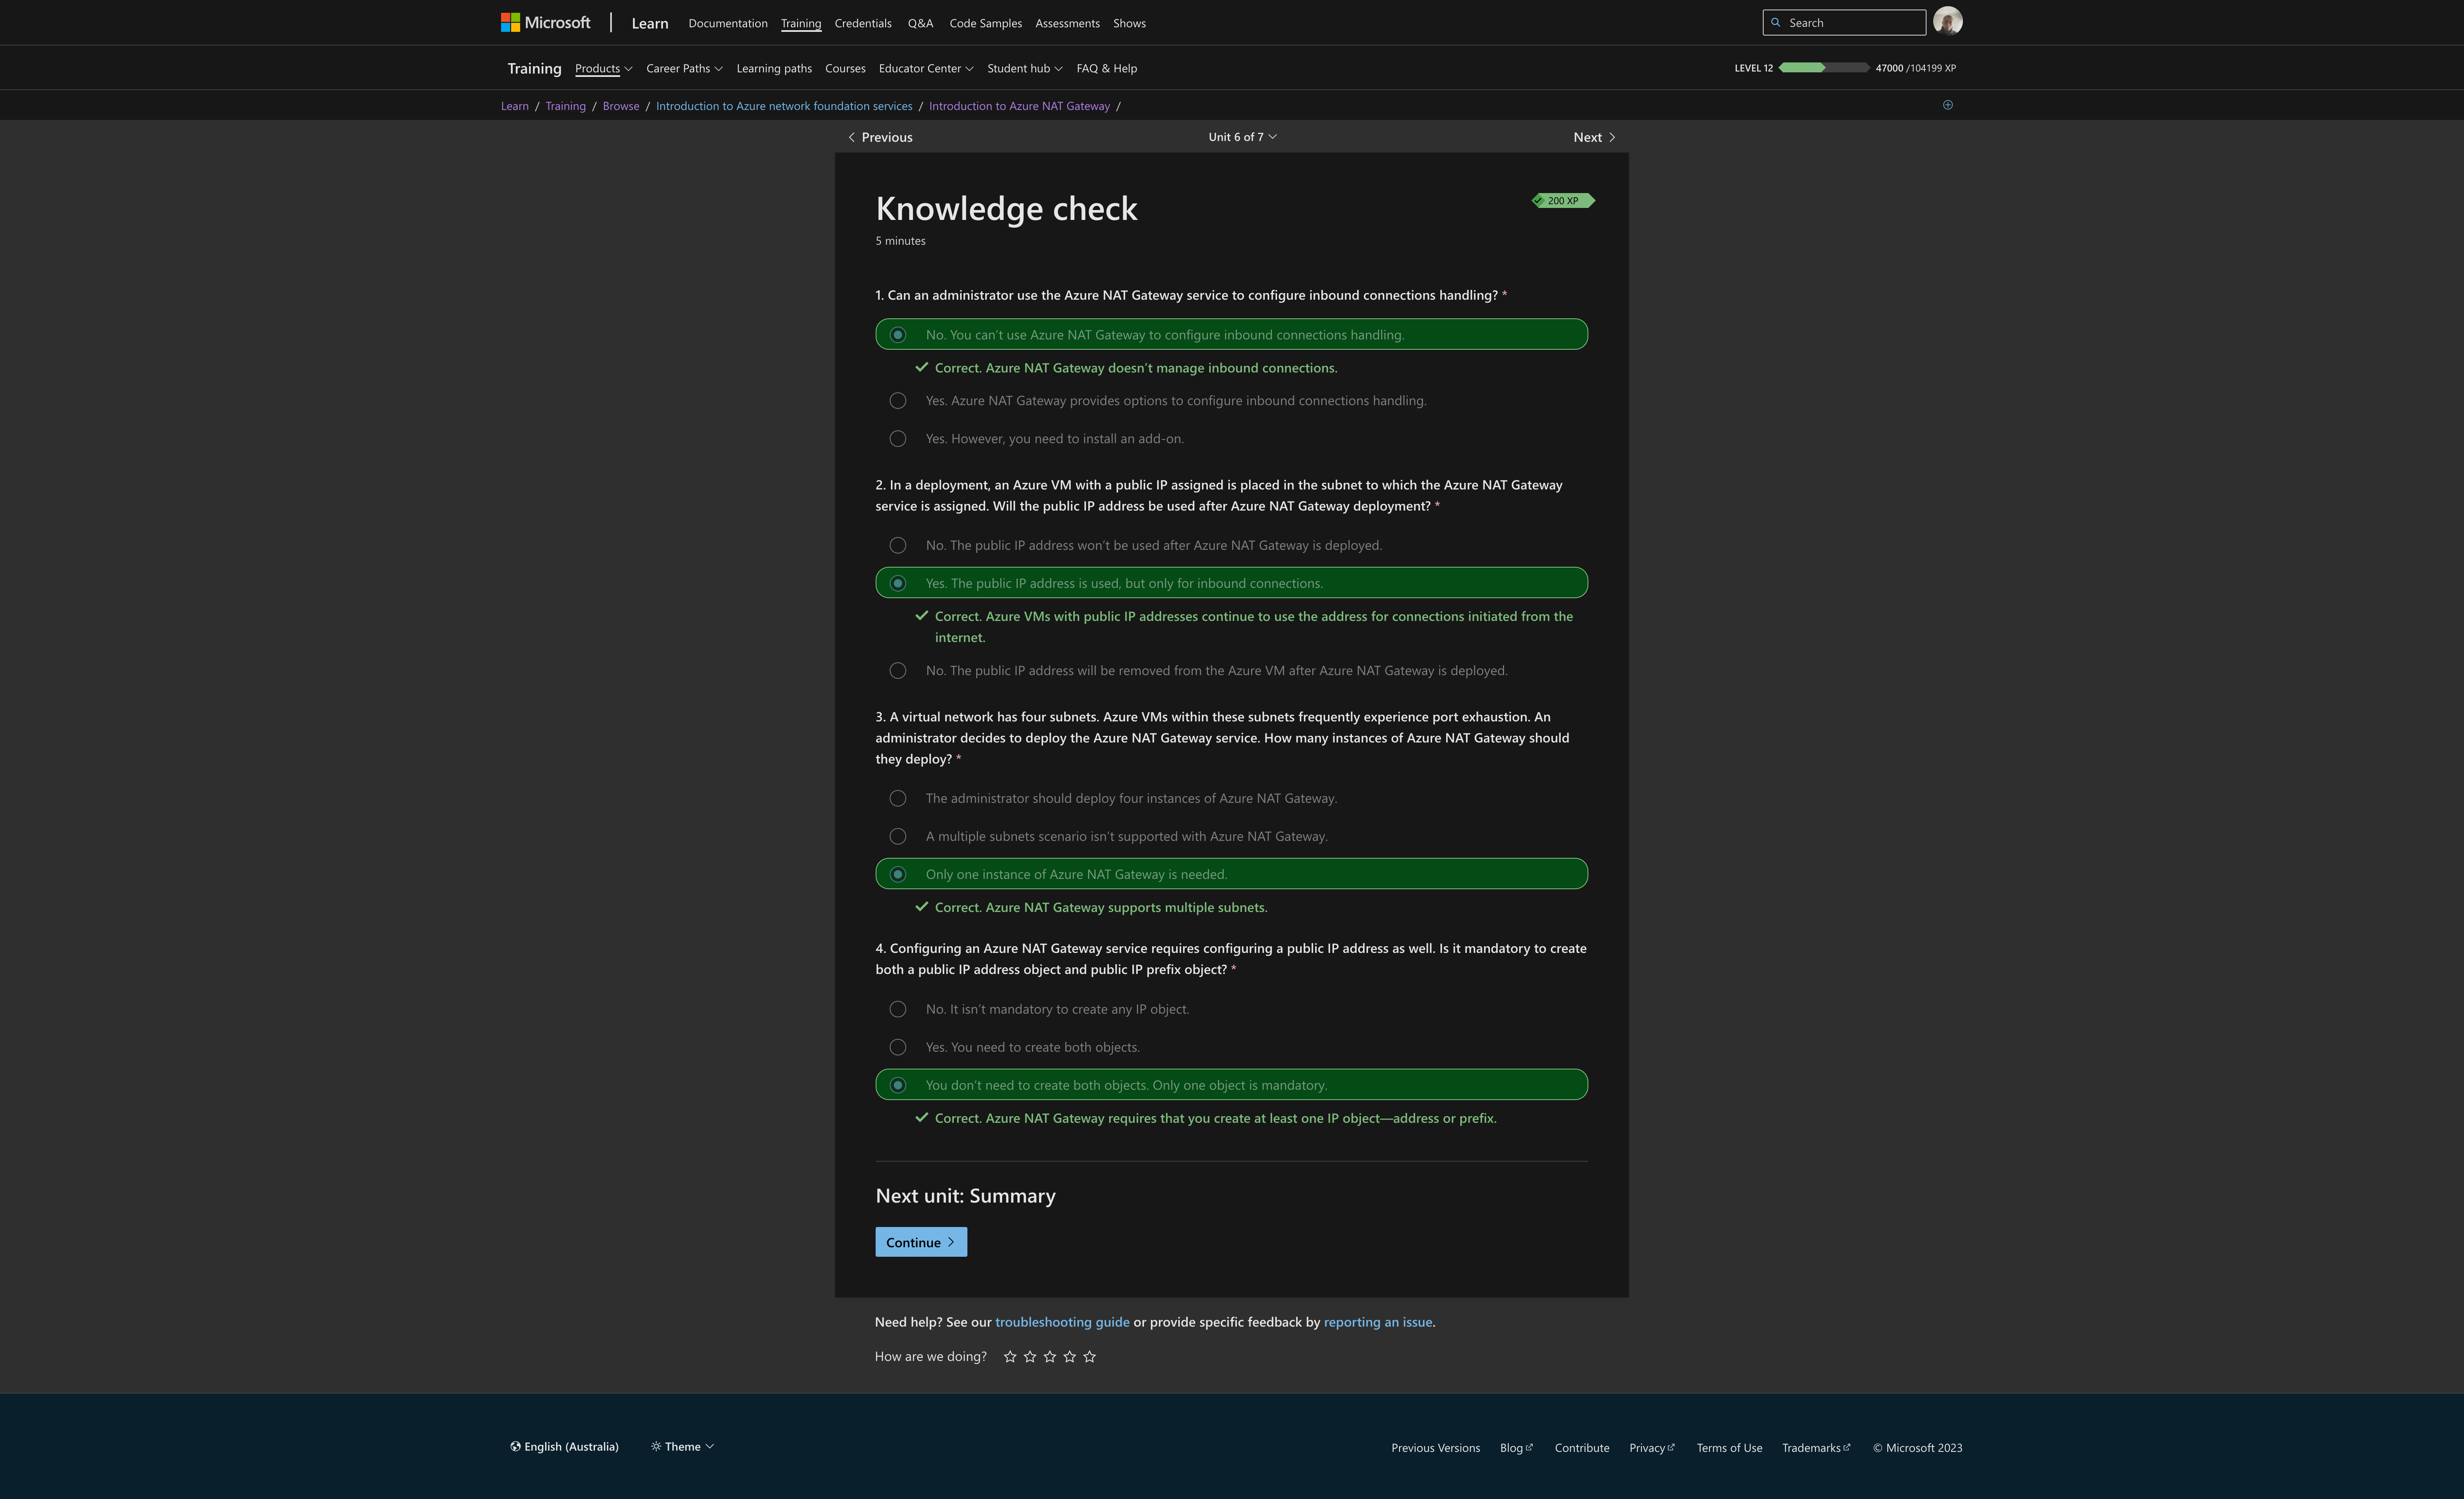 Microsoft
Learn
Documentation Training Credentials Q&A Code Samples Assessments Shows
Search
Training
Products Career Paths Learning paths Courses Educator Center Student hub FAQ & Help
LEVEL 12 47000 /104199 XP
Learn / Training / Browse / Introduction to Azure network foundation services / Introduction to Azure NAT Gateway /
Previous
Unit 6 of 7
Next
Knowledge check
200 XP
5 minutes
1. Can an administrator use the Azure NAT Gateway service to configure inbound connections handling? *
No. You can't use Azure NAT Gateway to configure inbound connections handling.
Correct. Azure NAT Gateway doesn't manage inbound connections.
Yes. Azure NAT Gateway provides options to configure inbound connections handling.
Yes. However, you need to install an add-on.
2. In a deployment, an Azure VM with a public IP assigned is placed in the subnet to which the Azure NAT Gateway
service is assigned. Will the public IP address be used after Azure NAT Gateway deployment? *
No. The public IP address won't be used after Azure NAT Gateway is deployed.
Yes. The public IP address is used, but only for inbound connections.
Correct. Azure VMs with public IP addresses continue to use the address for connections initiated from the
internet.
No. The public IP address will be removed from the Azure VM after Azure NAT Gateway is deployed.
3. A virtual network has four subnets. Azure VMs within these subnets frequently experience port exhaustion. An
administrator decides to deploy the Azure NAT Gateway service. How many instances of Azure NAT Gateway should
they deploy? *
The administrator should deploy four instances of Azure NAT Gateway.
A multiple subnets scenario isn't supported with Azure NAT Gateway.
Only one instance of Azure NAT Gateway is needed.
Correct. Azure NAT Gateway supports multiple subnets.
4. Configuring an Azure NAT Gateway service requires configuring a public IP address as well. Is it mandatory to create
both a public IP address object and public IP prefix object? *
No. It isn't mandatory to create any IP object.
Yes. You need to create both objects.
You don't need to create both objects. Only one object is mandatory.
Correct. Azure NAT Gateway requires that you create at least one IP object—address or prefix.
Next unit: Summary
Continue
Need help? See our troubleshooting guide or provide specific feedback by reporting an issue.
How are we doing?
English (Australia) Theme
Previous Versions Blog Contribute Privacy Terms of Use Trademarks © Microsoft 2023